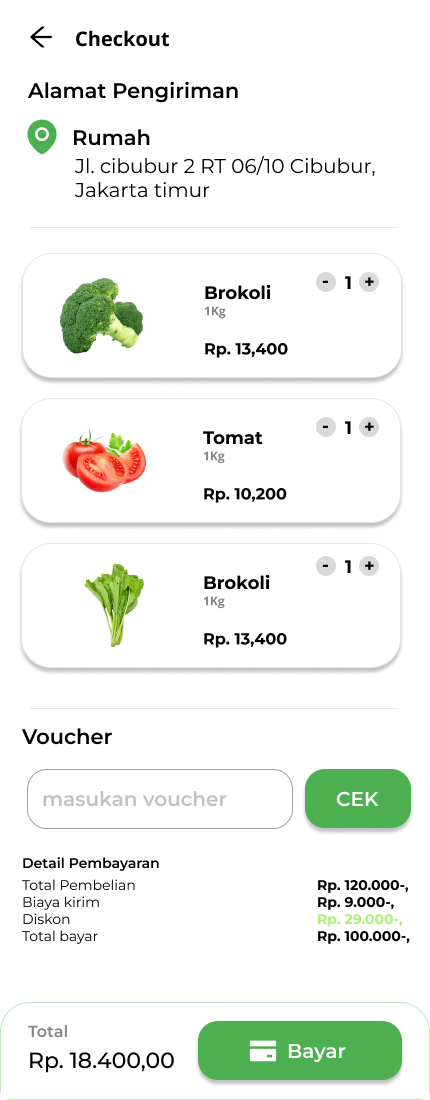 Checkout
Alamat Pengiriman
Rumah
Jl. cibubur 2 RT 06/10 Cibubur,
Jakarta timur
Brokoli
- 1 +
1Kg
Rp. 13,400
Tomat
- 1 +
1Kg
Rp. 10,200
Brokoli
- 1 +
1Kg
Rp. 13,400
Voucher
masukan voucher
CEK
Detail Pembayaran
Total Pembelian Rp. 120.000-,
Biaya kirim Rp. 9.000-,
Diskon Rp. 29.000-,
Total bayar Rp. 100.000-,
Total
Rp. 18.400,00
Bayar